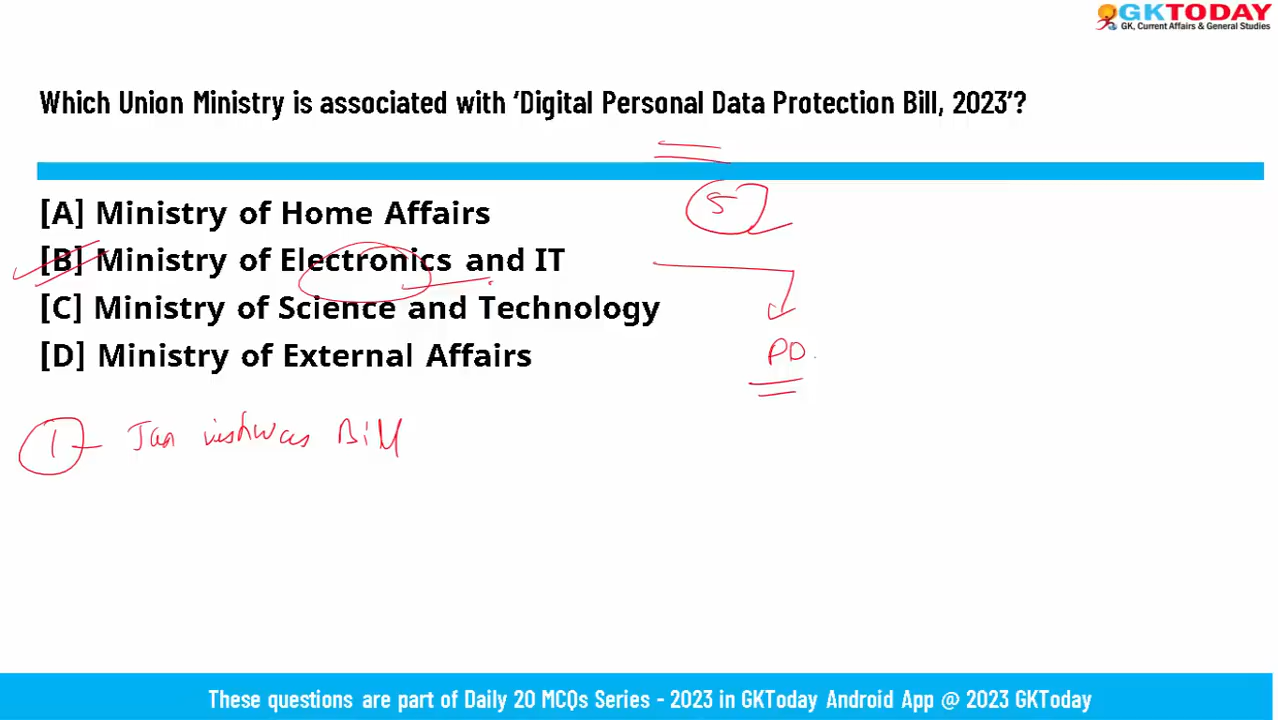 GKTODAY
GK, Current Affairs & General Studies
Which Union Ministry is associated with ‘Digital Personal Data Protection Bill, 2023’?
[A] Ministry of Home Affairs
[B] Ministry of Electronics and IT
[C] Ministry of Science and Technology
[D] Ministry of External Affairs
5
PD
1 Jan vishwas Bill
These questions are part of Daily 20 MCQs Series - 2023 in GKToday Android App @ 2023 GKToday